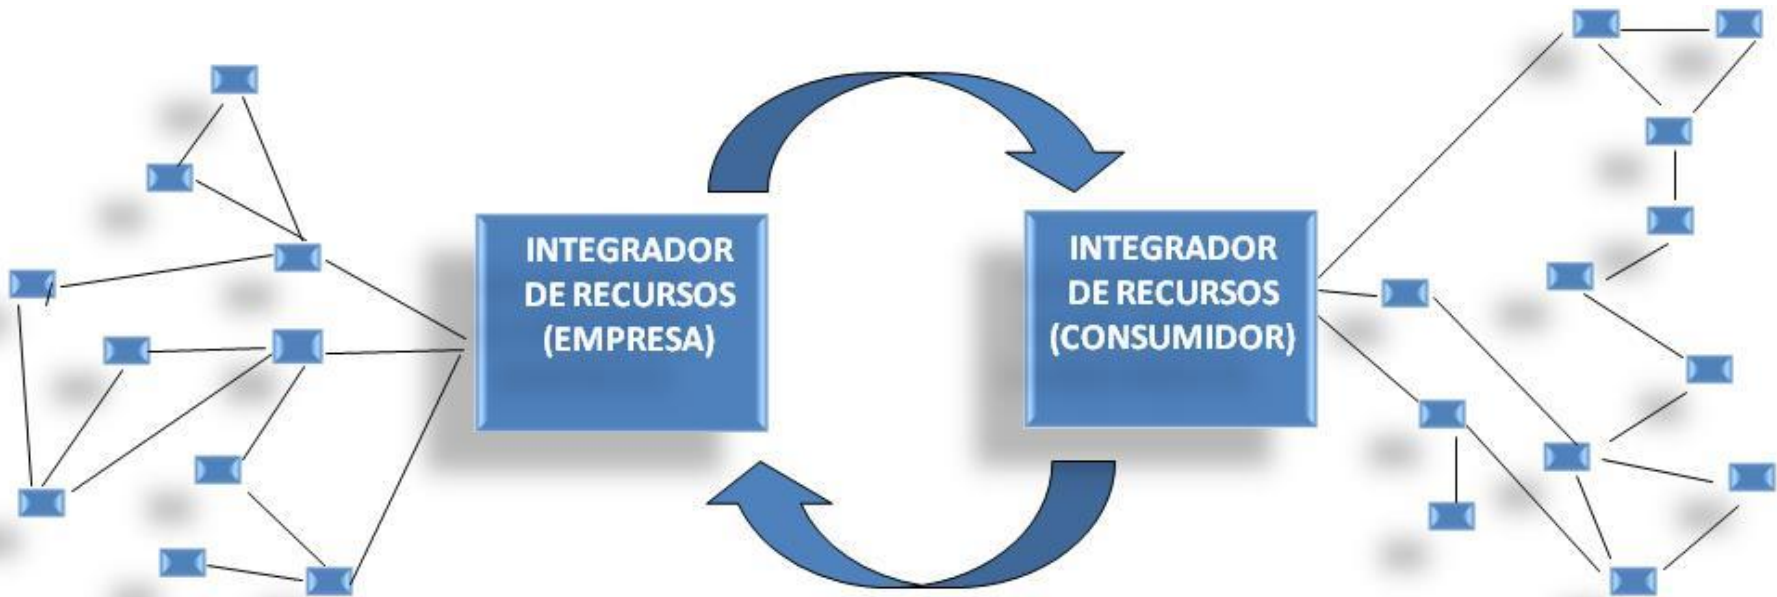 INTEGRADOR
DE RECURSOS
(EMPRESA)
INTEGRADOR
DE RECURSOS
(CONSUMIDOR)